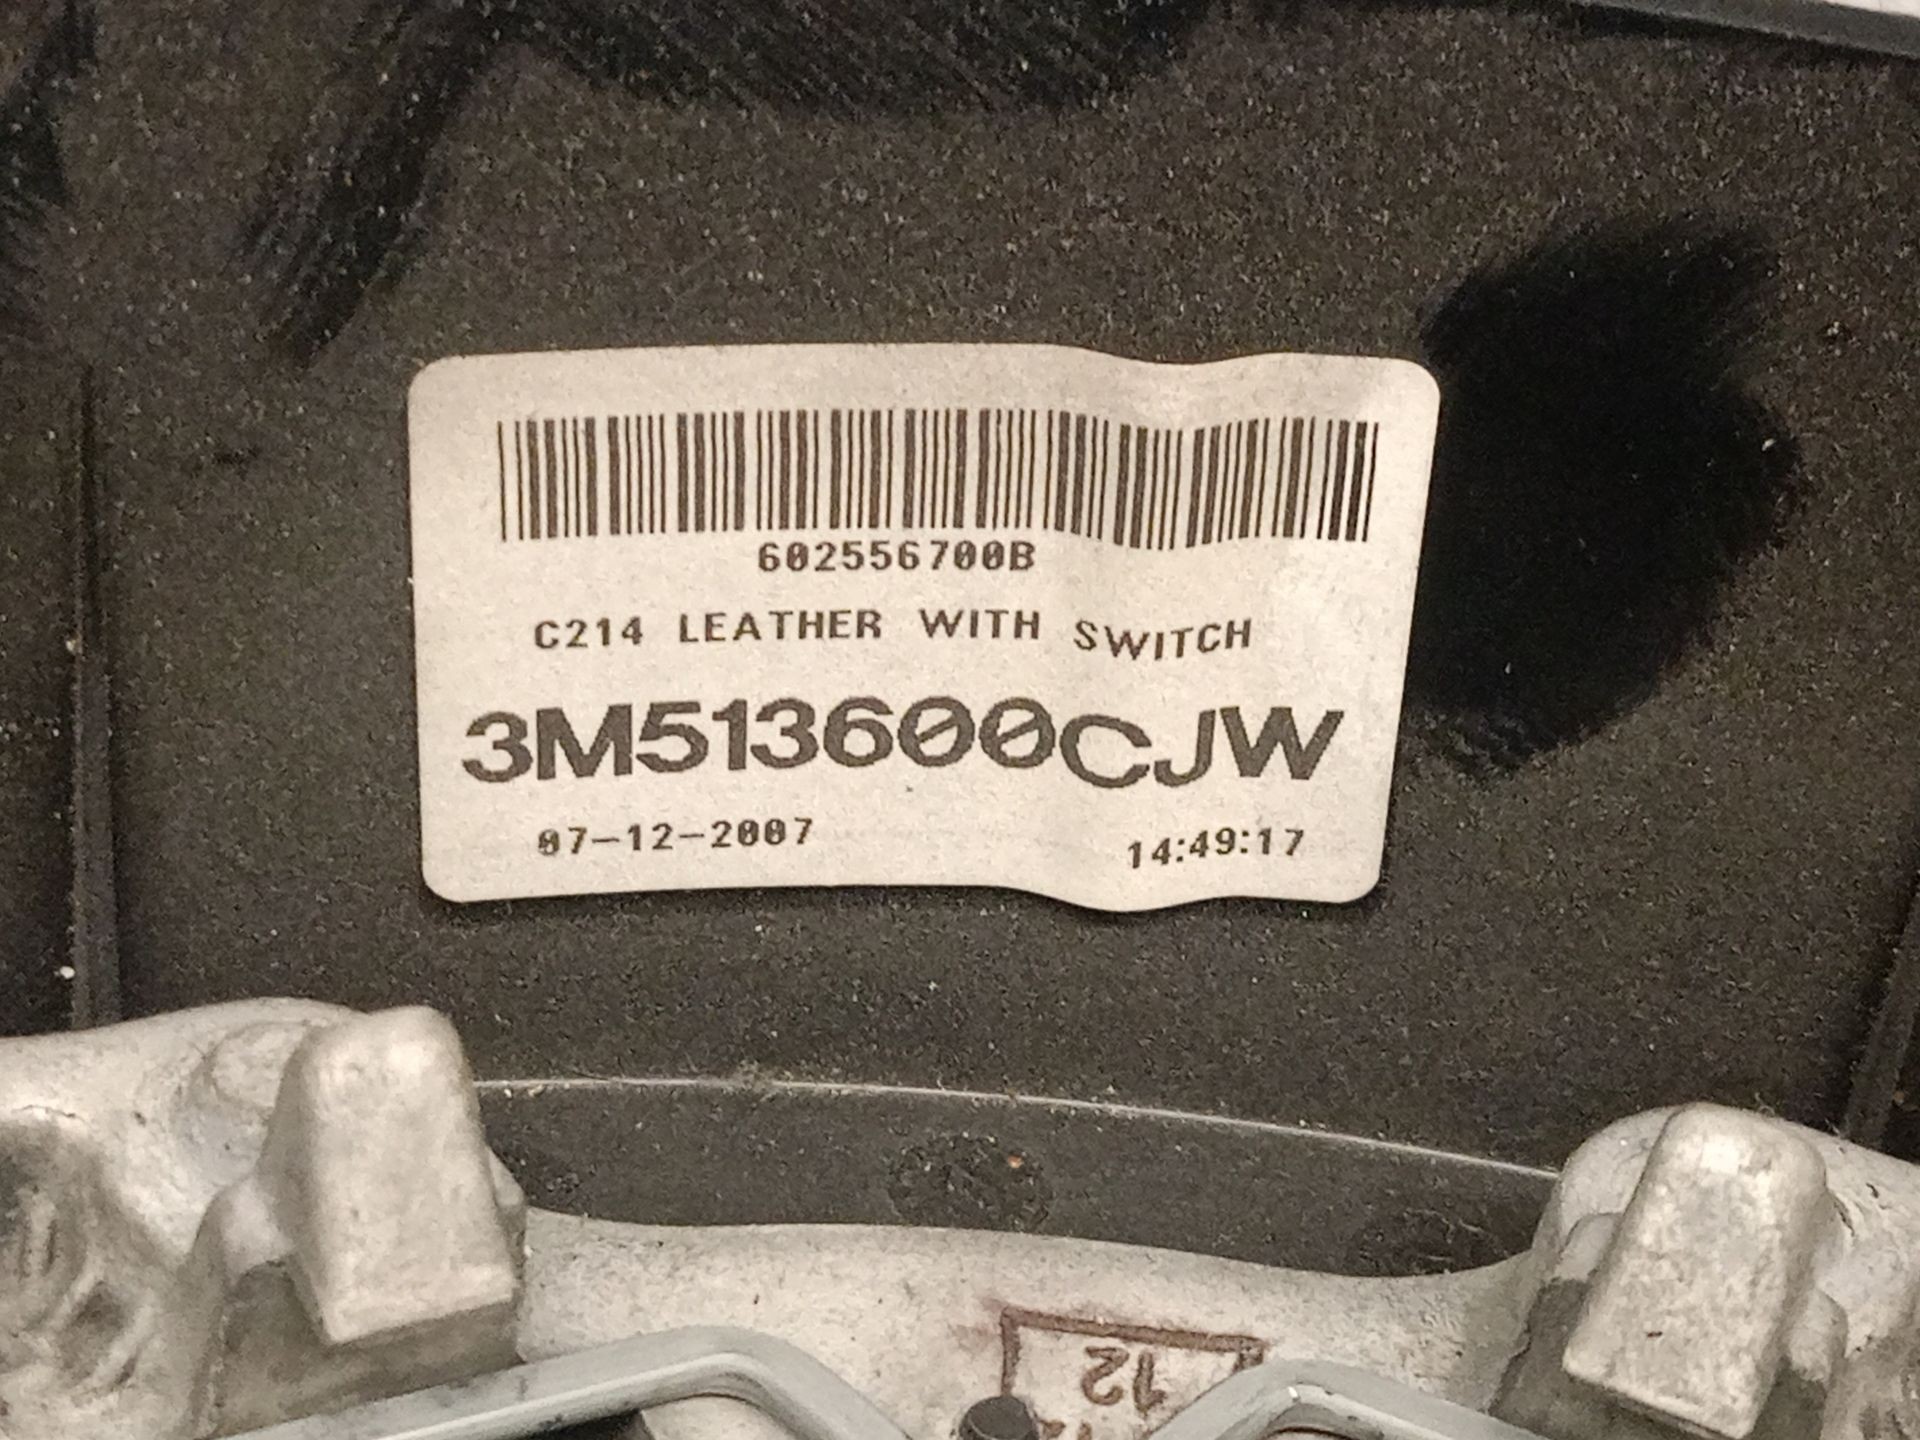 602556700B
C214 LEATHER WITH SWITCH
3M513600CJW
07-12-2007 14:49:17
12